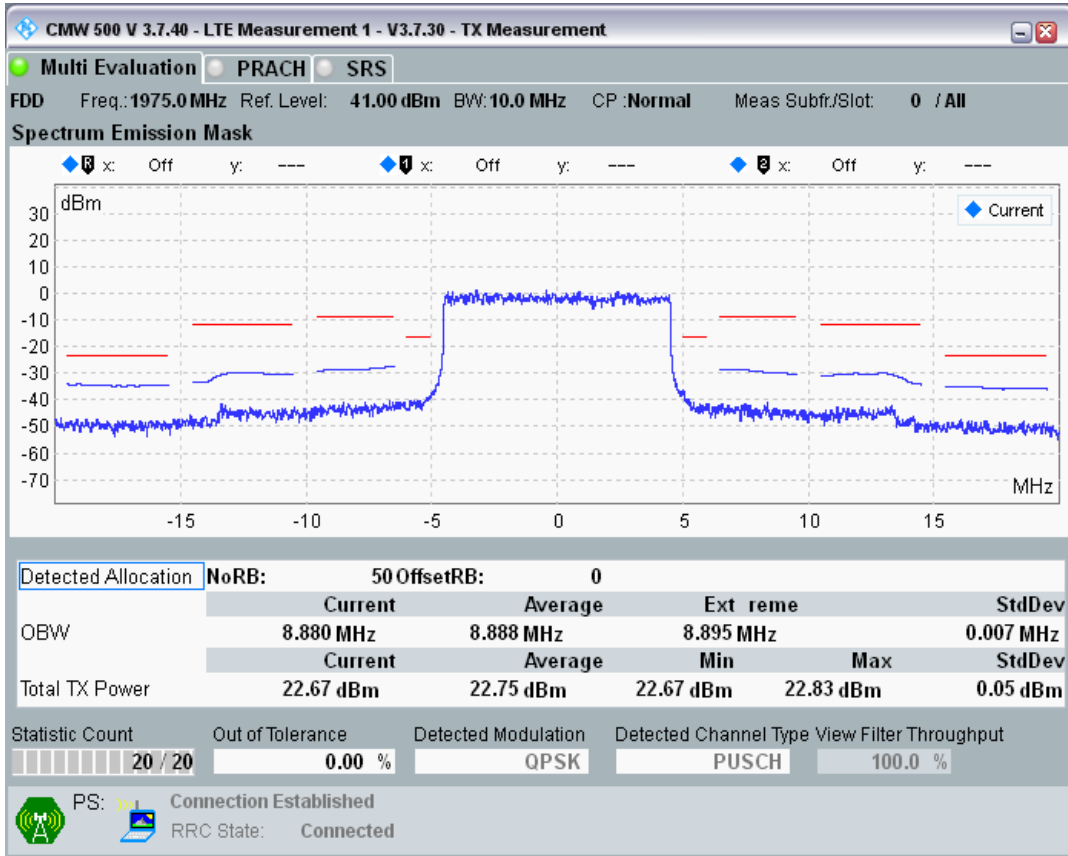 CMW 500 V 3.7.40 - LTE Measurement 1 - V3.7.30 - TX Measurement
Multi Evaluation PRACH SRS
FDD Freq.: 1975.0 MHz Ref. Level: 41.00 dBm BW: 10.0 MHz CP :Normal Meas Subfr./Slot: 0 / All
Spectrum Emission Mask
R x: Off y: --- 1 x: Off y: --- 2 x: Off y: ---
dBm
Current
30
20
10
0
-10
-20
-30
-40
-50
-60
-70
MHz
-15 -10 -5 0 5 10 15
Detected Allocation NoRB: 50 OffsetRB: 0
Current Average Ext reme StdDev
OBW 8.880 MHz 8.888 MHz 8.895 MHz 0.007 MHz
Current Average Min Max StdDev
Total TX Power 22.67 dBm 22.75 dBm 22.67 dBm 22.83 dBm 0.05 dBm
Statistic Count Out of Tolerance Detected Modulation Detected Channel Type View Filter Throughput
20 / 20 0.00 % QPSK PUSCH 100.0 %
PS: Connection Established
RRC State: Connected